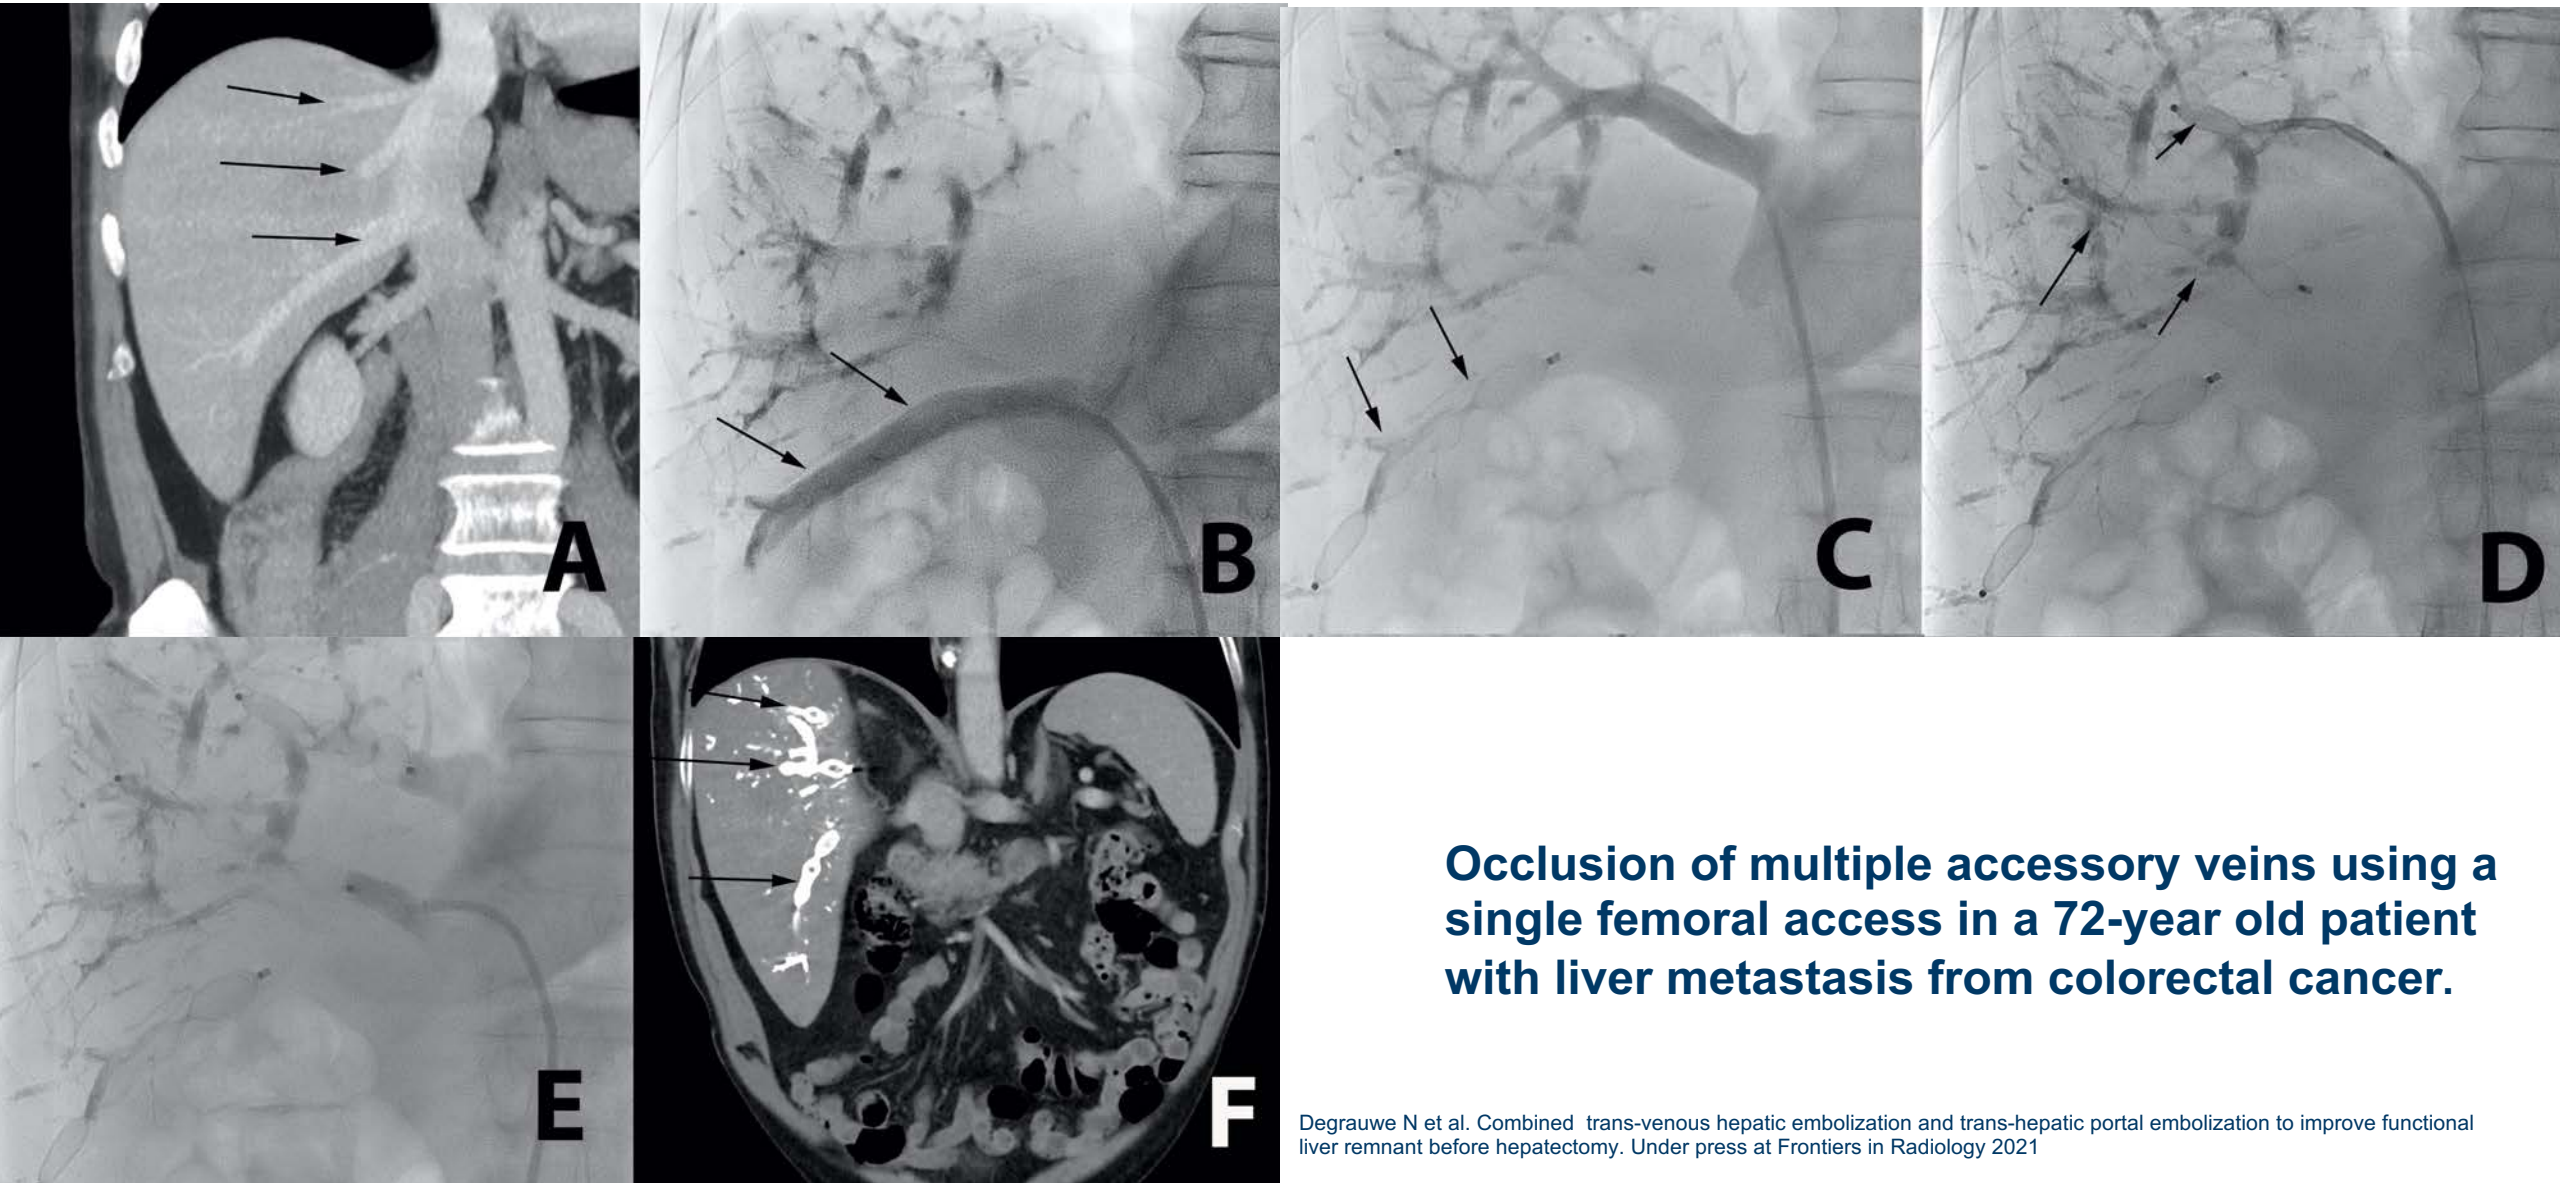 A
B
C
D
E
F
Occlusion of multiple accessory veins using a
single femoral access in a 72-year old patient
with liver metastasis from colorectal cancer.
Degrauwe N et al. Combined  trans-venous hepatic embolization and trans-hepatic portal embolization to improve functional
liver remnant before hepatectomy. Under press at Frontiers in Radiology 2021